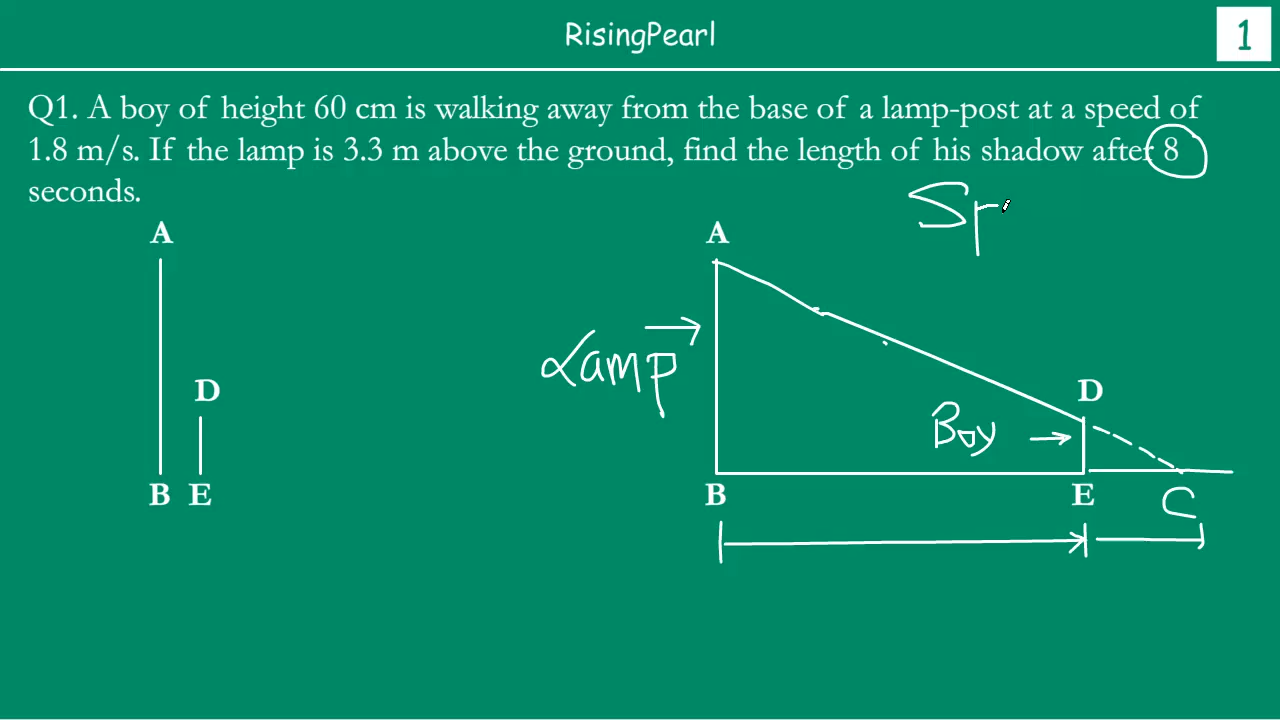 RisingPearl
1
Q1. A boy of height 60 cm is walking away from the base of a lamp-post at a speed of
1.8 m/s. If the lamp is 3.3 m above the ground, find the length of his shadow after 8
seconds.
Sp
A
A
Lamp
D
D
Boy
B E
B
E
C